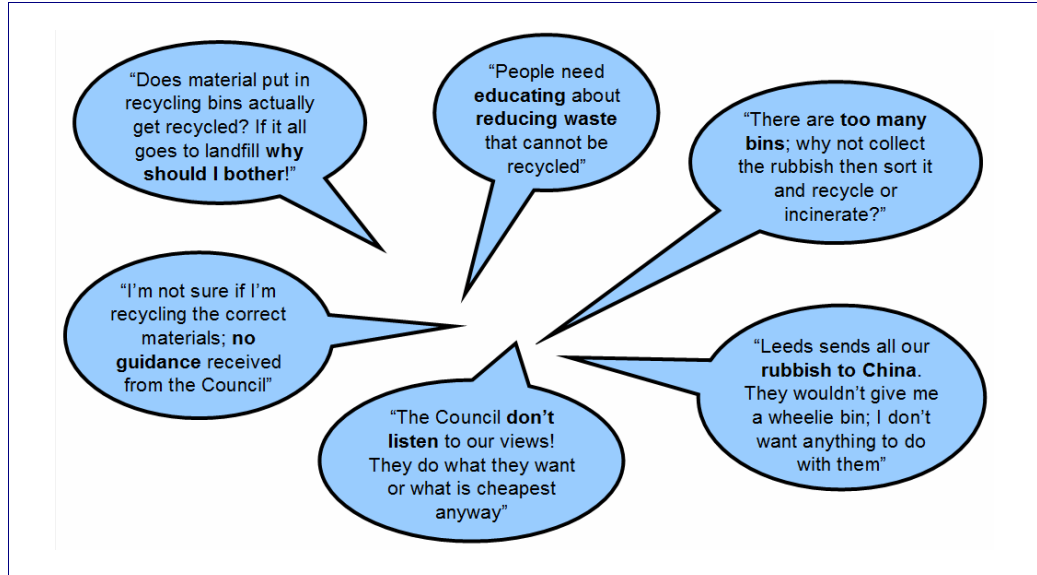 “Does material put in
recycling bins actually
get recycled? If it all
goes to landfill why
should I bother!”
“People need
educating about
reducing waste
that cannot be
recycled”
“There are too many
bins; why not collect
the rubbish then sort it
and recycle or
incinerate?”
“I’m not sure if I’m
recycling the correct
materials; no
guidance received
from the Council”
“The Council don’t
listen to our views!
They do what they want
or what is cheapest
anyway”
“Leeds sends all our
rubbish to China.
They wouldn’t give me
a wheelie bin; I don’t
want anything to do
with them”